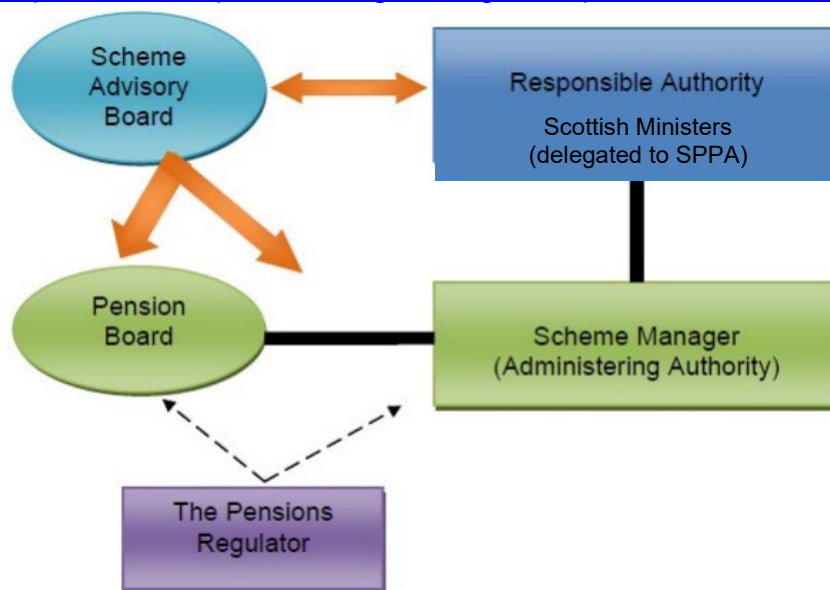 Scheme
Advisory
Board
Responsible Authority
Scottish Ministers
(delegated to SPPA)
Pension
Board
Scheme Manager
(Administering Authority)
The Pensions
Regulator